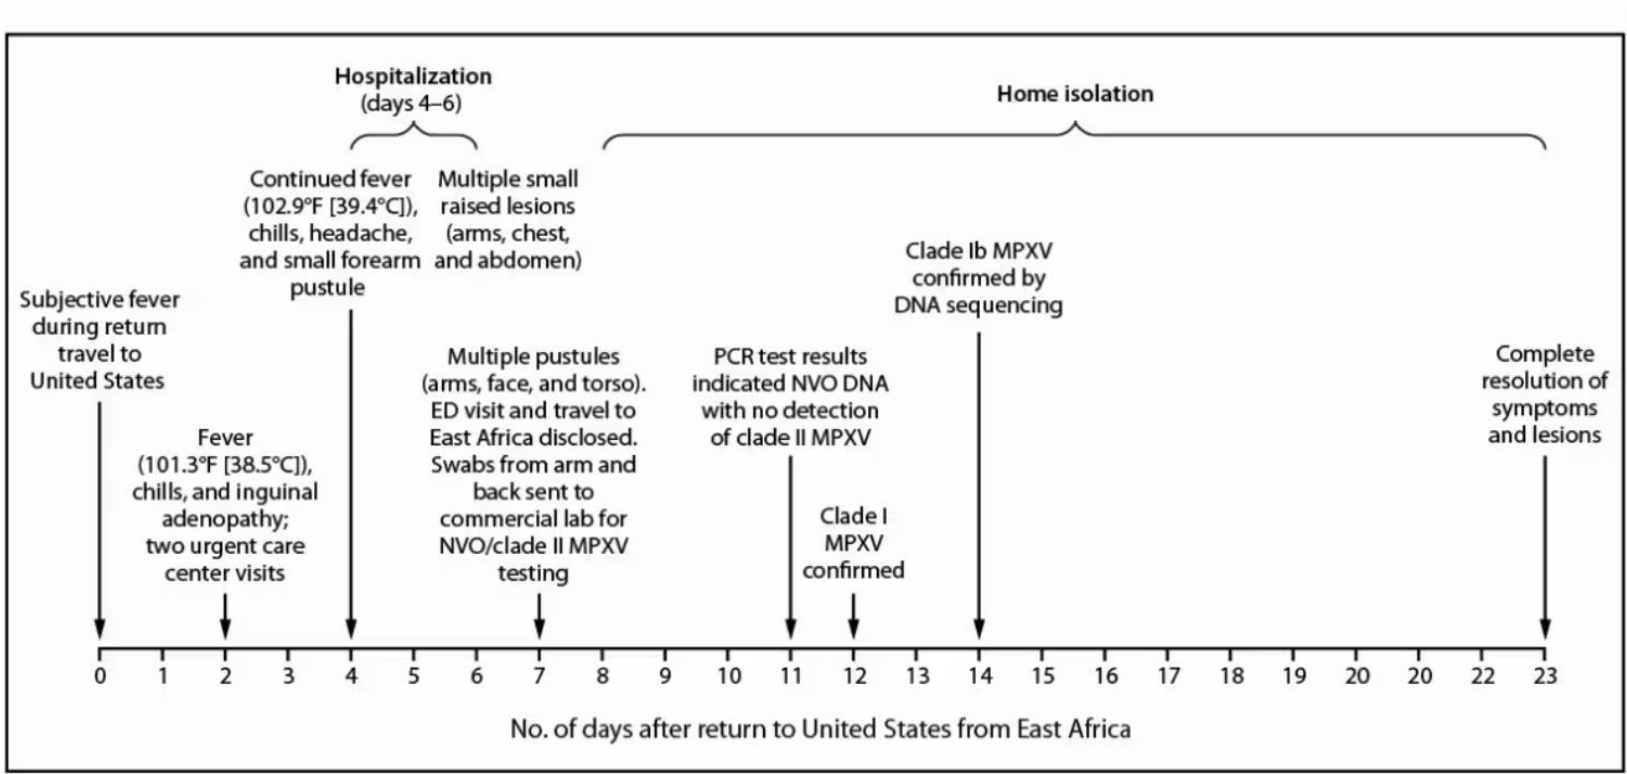 Hospitalization
(days 4–6)
Home isolation
Continued fever
(102.9°F [39.4°C]),
chills, headache,
and small forearm
pustule
Multiple small
raised lesions
(arms, chest,
and abdomen)
Clade Ib MPXV
confirmed by
DNA sequencing
Subjective fever
during return
travel to
United States
Multiple pustules
(arms, face, and torso).
ED visit and travel to
East Africa disclosed.
Swabs from arm and
back sent to
commercial lab for
NVO/clade II MPXV
testing
PCR test results
indicated NVO DNA
with no detection
of clade II MPXV
Complete
resolution of
symptoms
and lesions
Fever
(101.3°F [38.5°C]),
chills, and inguinal
adenopathy;
two urgent care
center visits
Clade I
MPXV
confirmed
0 1 2 3 4 5 6 7 8 9 10 11 12 13 14 15 16 17 18 19 20 20 22 23
No. of days after return to United States from East Africa